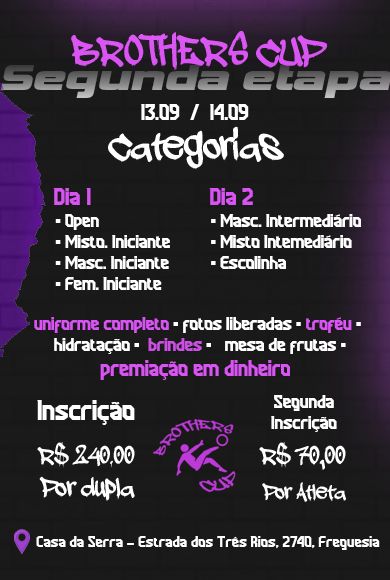 BROTHERS CUP
Segunda etapa
13.09 / 14.09
Categorias
Dia 1
• Open
• Misto. Iniciante
• Masc. Iniciante
• Fem. Iniciante
Dia 2
• Masc. Intermediário
• Misto Intemediário
• Escolinha
uniforme completo • fotos liberadas • troféu •
hidratação • brindes • mesa de frutas •
premiação em dinheiro
Inscrição
R$ 240,00
Por dupla
BROTHERS
CUP
Segunda
Inscrição
R$ 70,00
Por Atleta
Casa da Serra - Estrada dos Três Rios, 2740, Freguesia